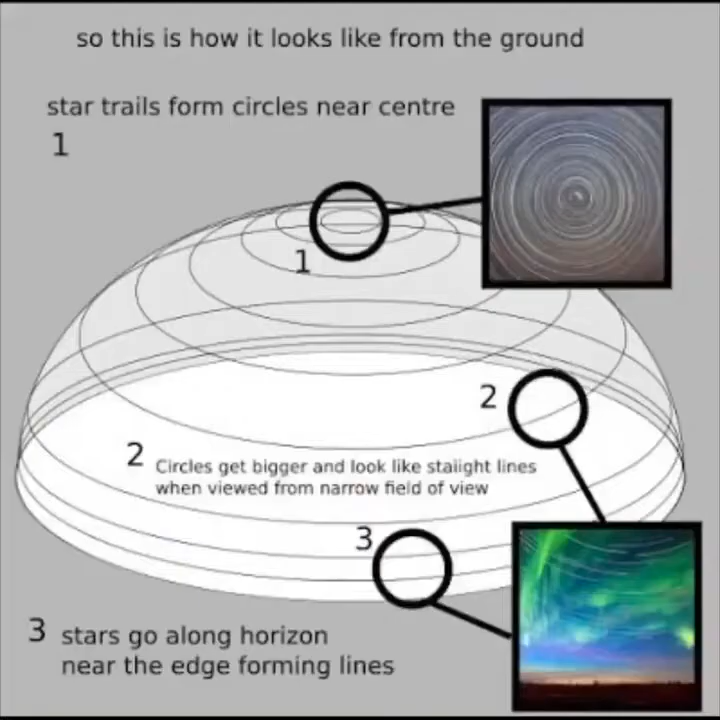 so this is how it looks like from the ground
star trails form circles near centre
1
1
2
2 Circles get bigger and look like staiight lines
when viewed from narrow field of view
3
3 stars go along horizon
near the edge forming lines